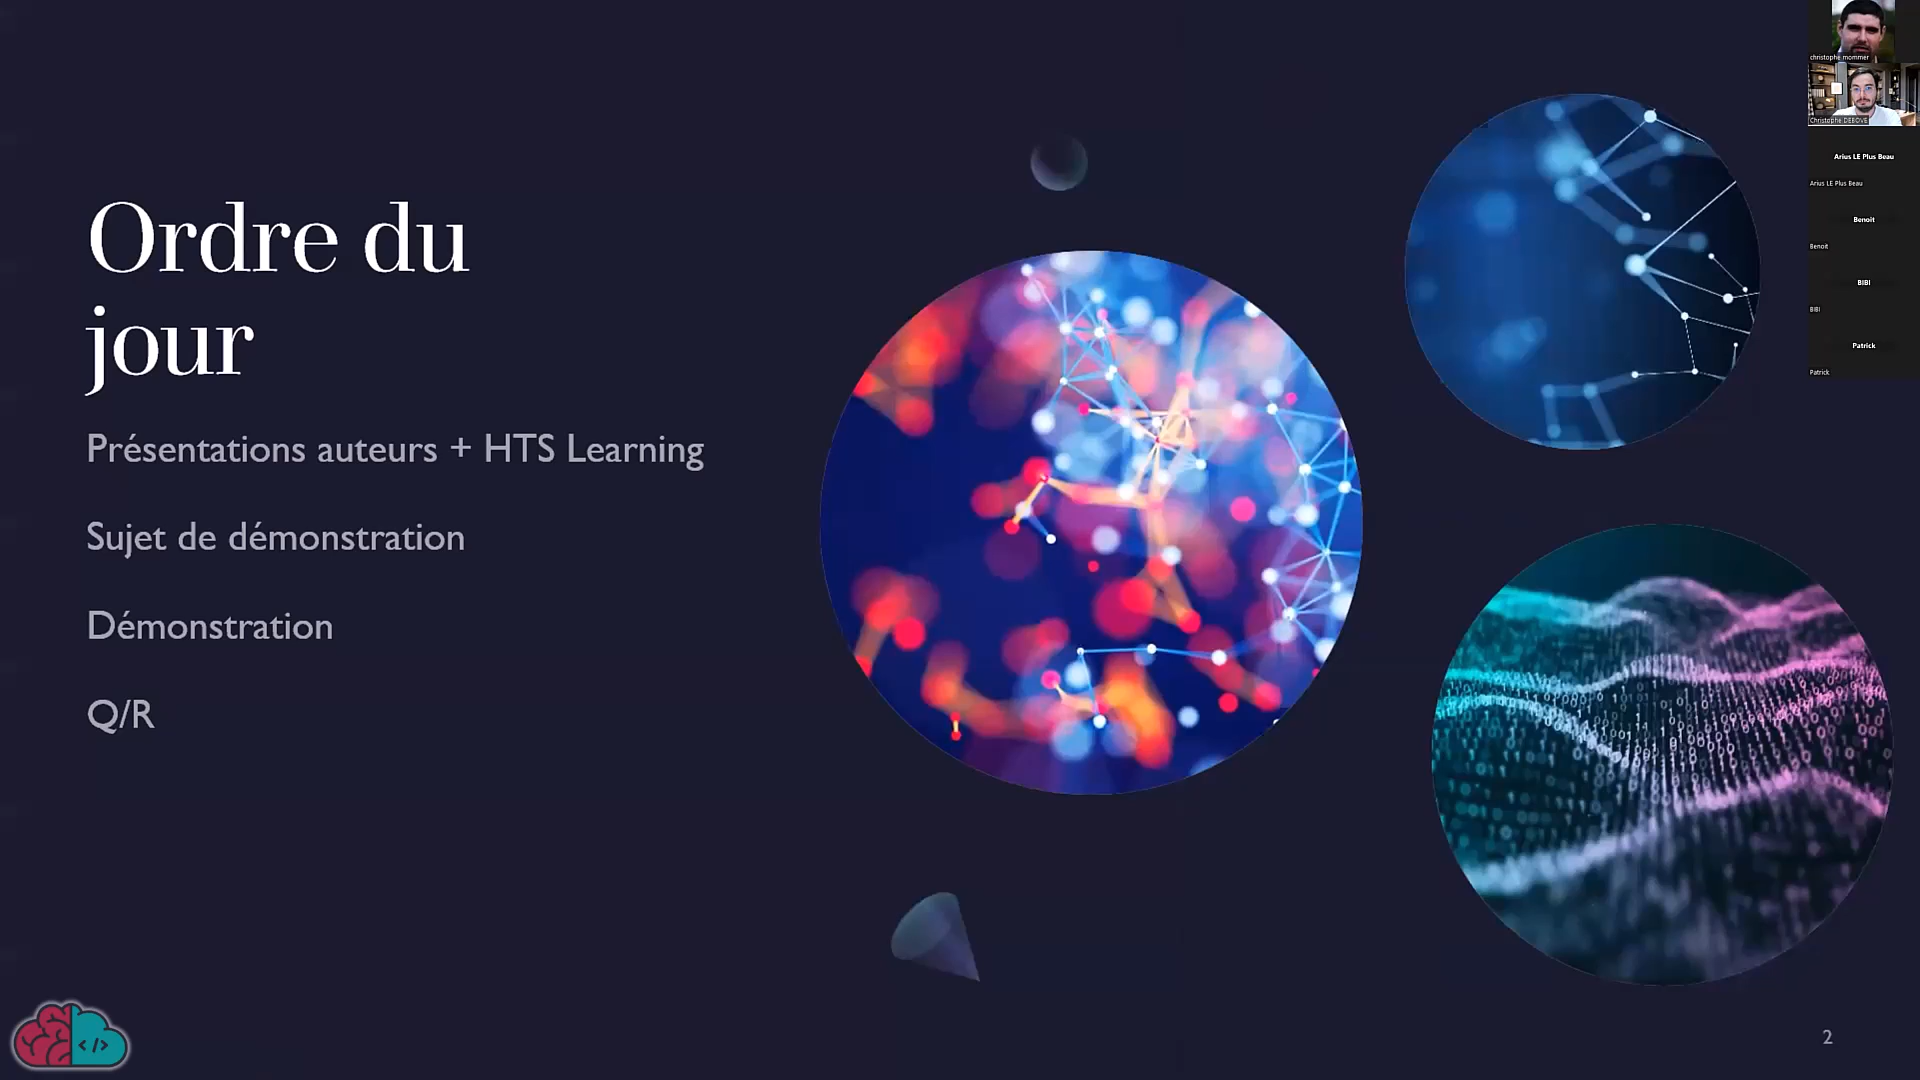 Ordre du
jour
Présentations auteurs + HTS Learning
Sujet de démonstration
Démonstration
Q/R
christophe mommer
Christophe DEBOVE
Arius LE Plus Beau
Arius LE Plus Beau
Benoit
Benoit
BIBI
BIBI
Patrick
Patrick
</>
2